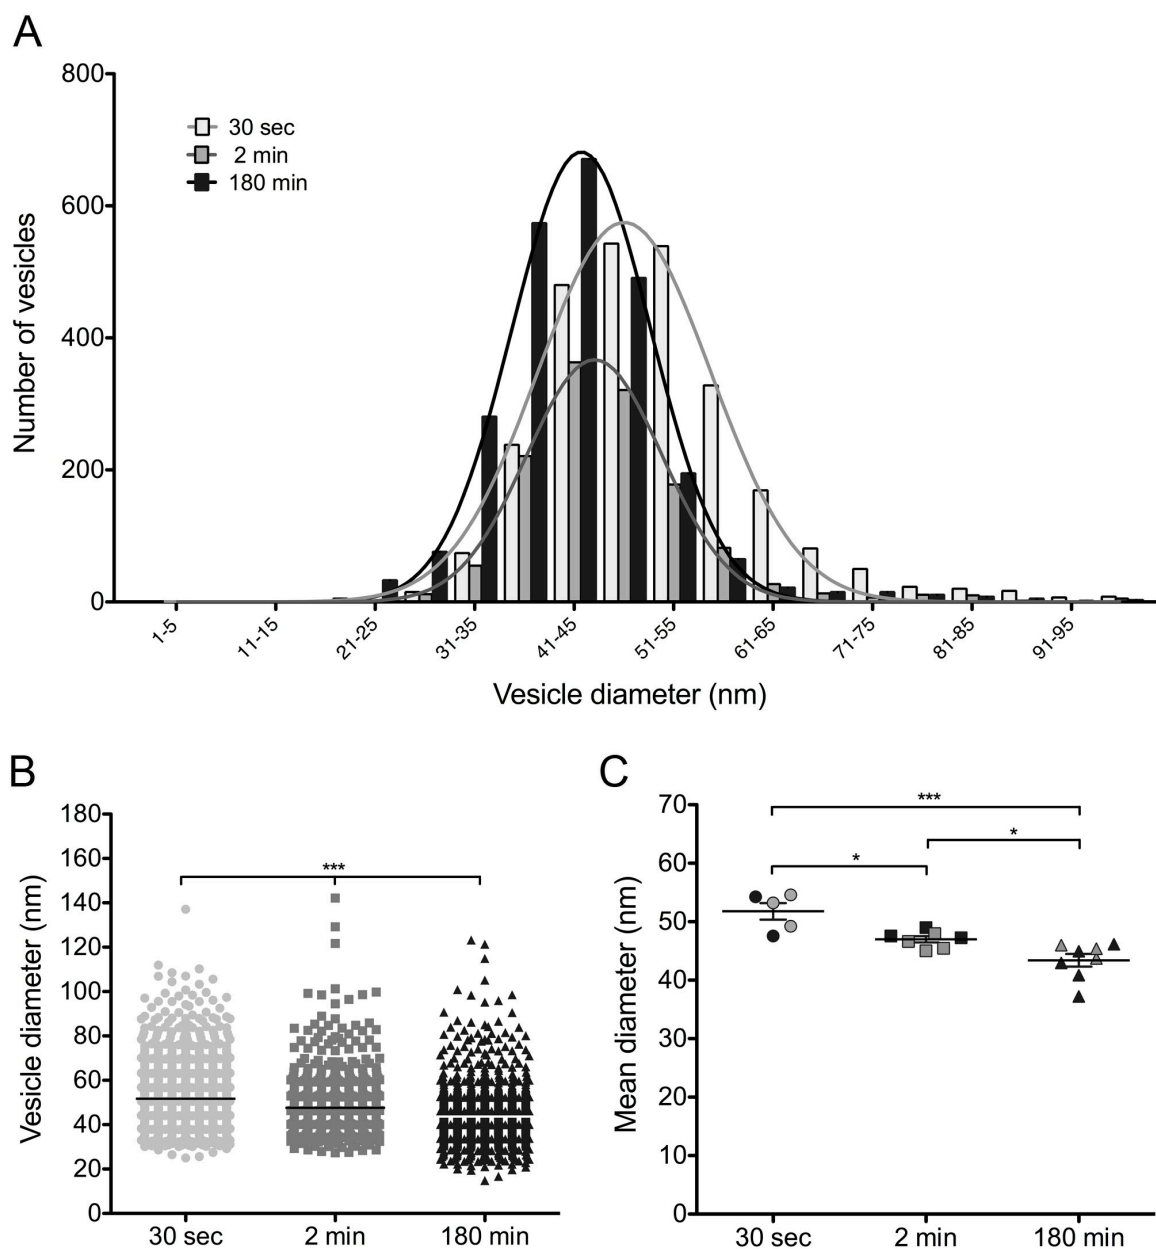 A
800
600
400
200
0
Number of vesicles
30 sec
2 min
180 min
1-5
11-15
21-25
31-35
41-45
51-55
61-65
71-75
81-85
91-95
Vesicle diameter (nm)
B
180
160
140
120
100
80
60
40
20
0
Vesicle diameter (nm)
***
30 sec
2 min
180 min
C
70
60
50
40
30
20
10
0
Mean diameter (nm)
***
*
*
30 sec
2 min
180 min